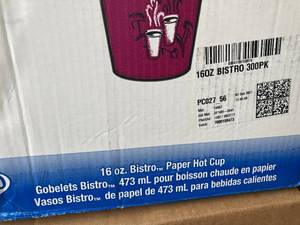 16OZ BISTRO 300PK
PC027 56
16 oz. Bistro™ Paper Hot Cup
Gobelets Bistro™ 473 mL pour boisson chaude en papier
Vasos Bistro™ de papel de 473 mL para bebidas calientes